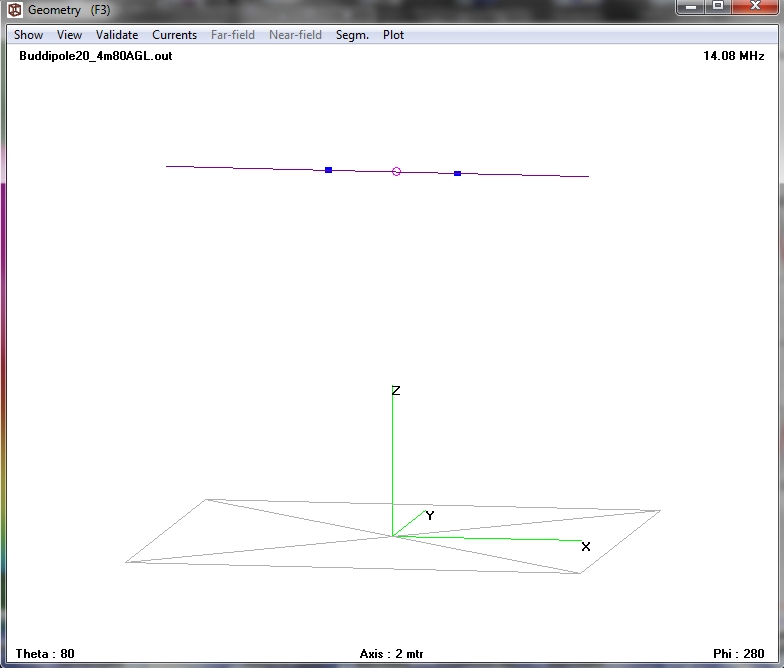 Geometry (F3)
Show View Validate Currents Far-field Near-field Segm. Plot
Buddipole20_4m80AGL.out 14.08 MHz
Z
Y
X
Theta : 80 Axis : 2 mtr Phi : 280